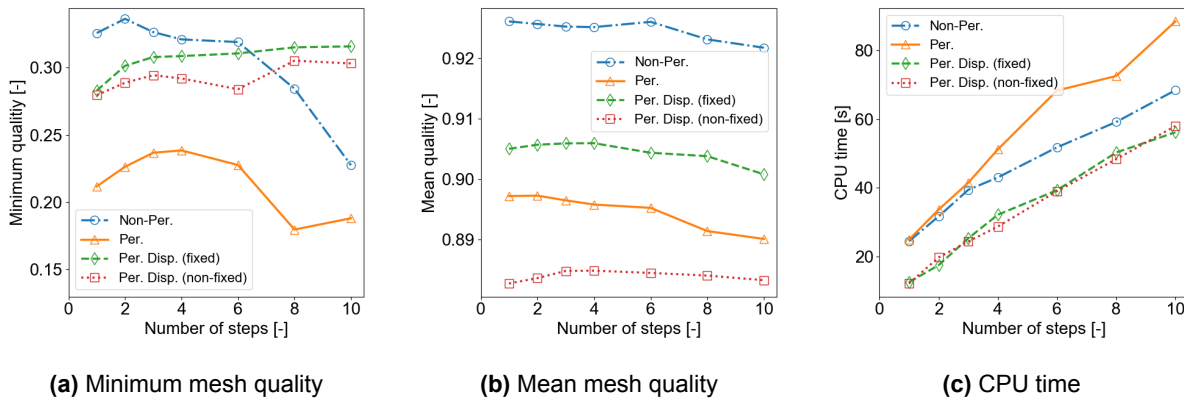 Minimum qualitiy [-]
0.30
0.25
0.20
0.15
Non-Per.
Per.
Per. Disp. (fixed)
Per. Disp. (non-fixed)
0 2 4 6 8 10
Number of steps [-]
(a) Minimum mesh quality
Mean qualitiy [-]
0.92
0.91
0.90
0.89
Non-Per.
Per.
Per. Disp. (fixed)
Per. Disp. (non-fixed)
0 2 4 6 8 10
Number of steps [-]
(b) Mean mesh quality
CPU time [s]
80
60
40
20
Non-Per.
Per.
Per. Disp. (fixed)
Per. Disp. (non-fixed)
0 2 4 6 8 10
Number of steps [-]
(c) CPU time